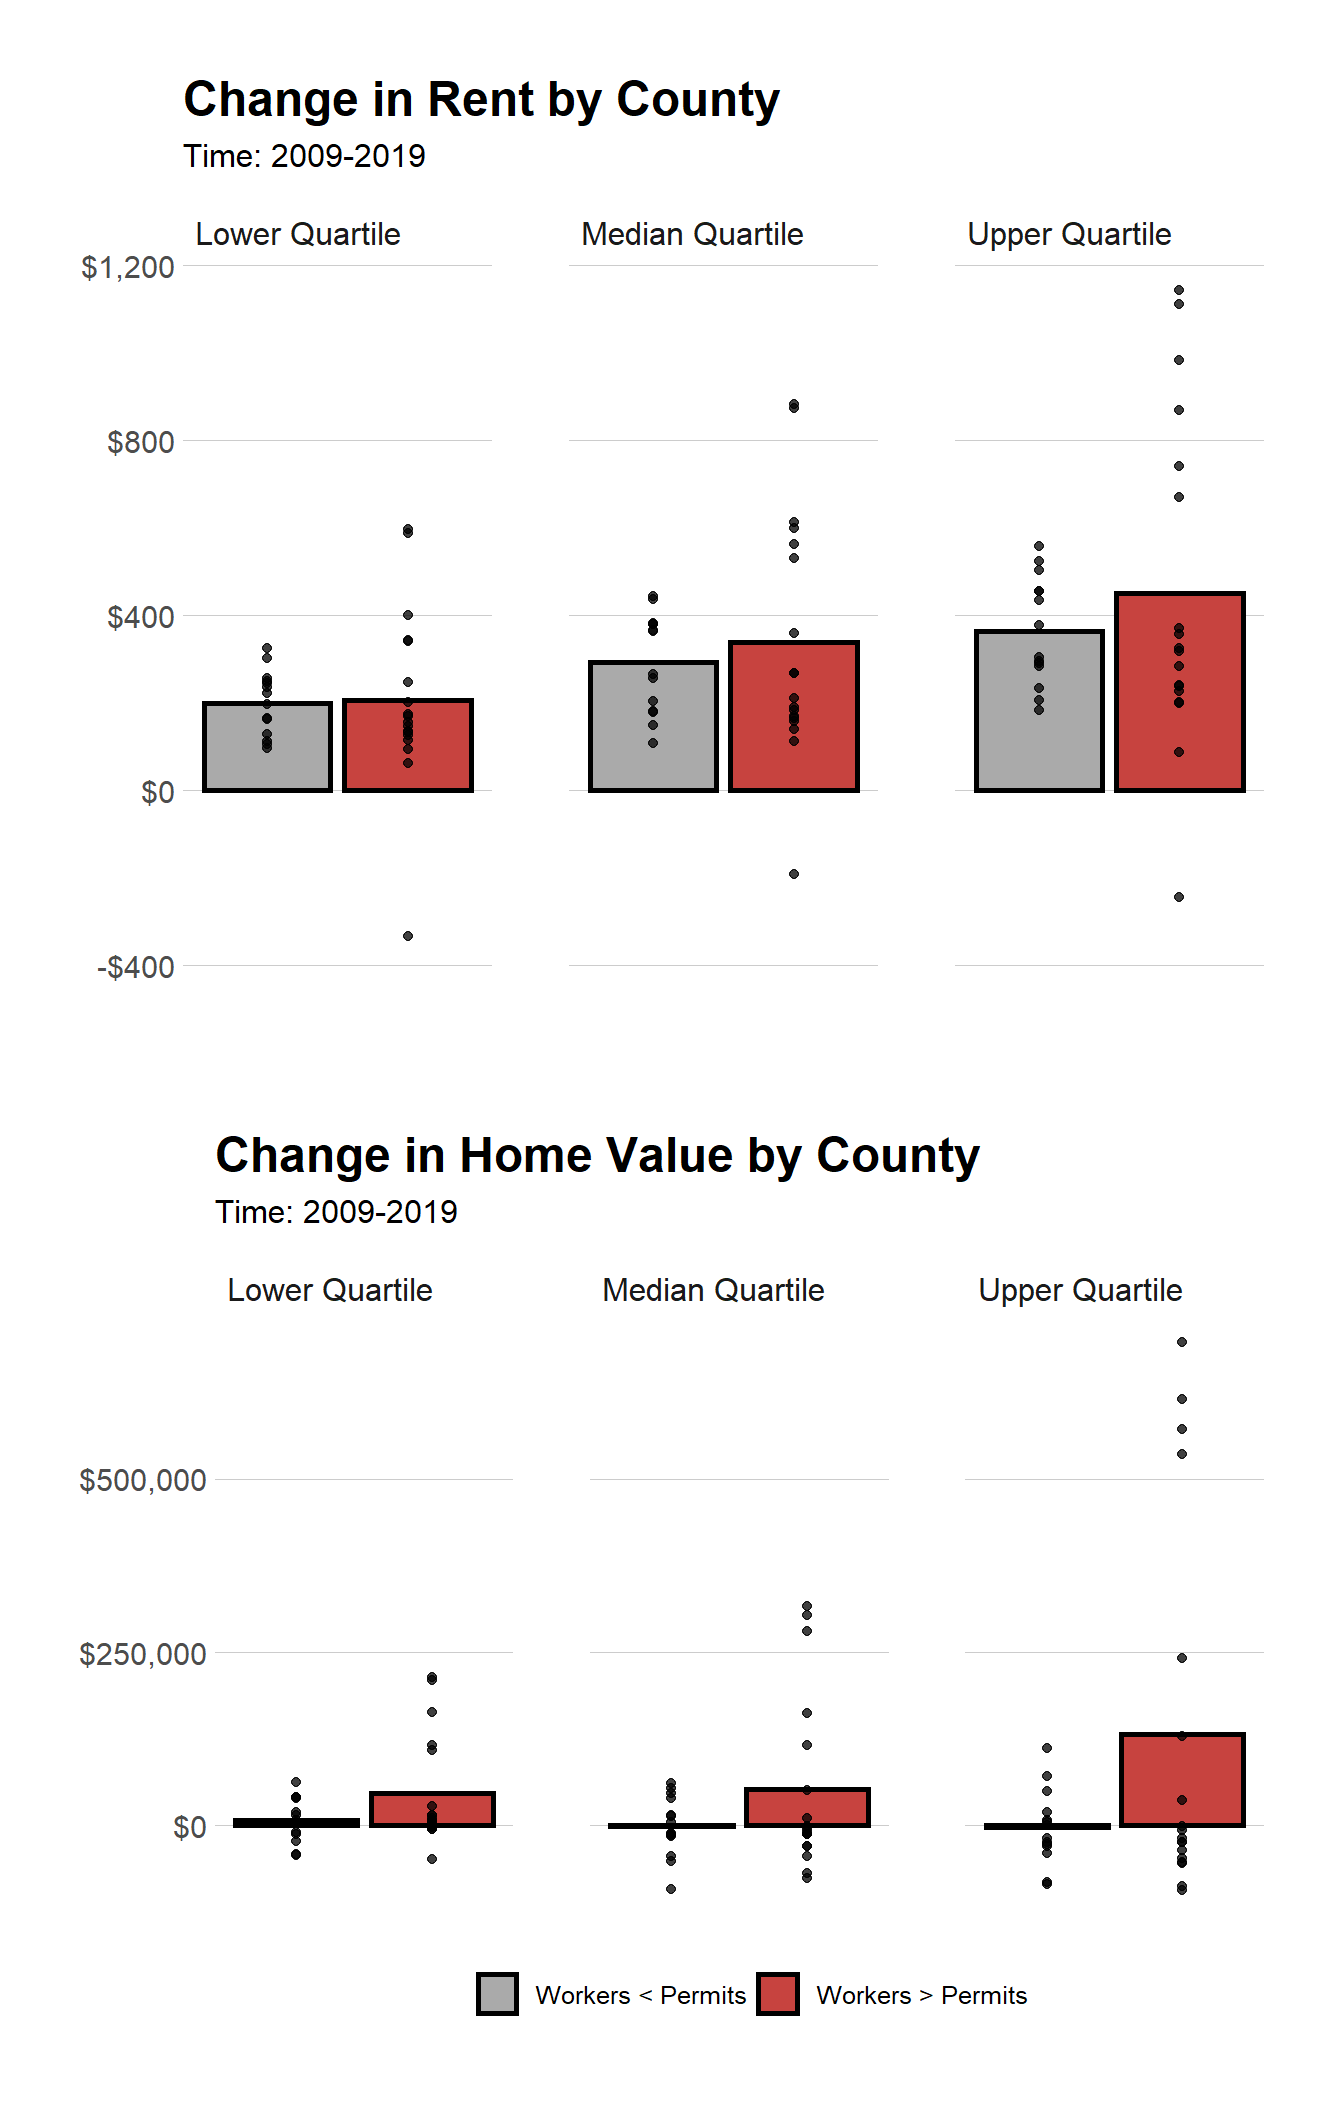 Change in Rent by County
Time: 2009-2019
Lower Quartile
Median Quartile
Upper Quartile
$1,200
$800
$400
$0
-$400
Change in Home Value by County
Time: 2009-2019
Lower Quartile
Median Quartile
Upper Quartile
$500,000
$250,000
$0
Workers < Permits
Workers > Permits